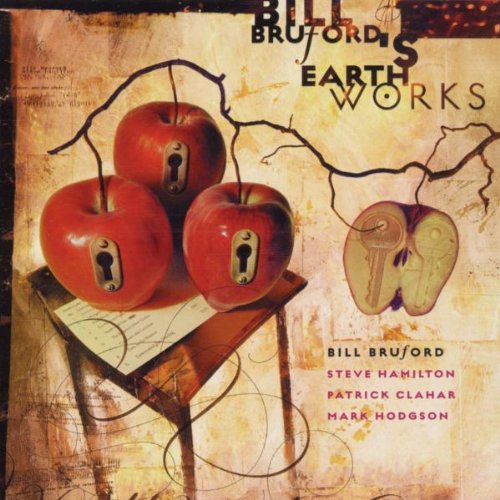 BILL
BRUfORD'S
EARTH
WORKS
BILL BRUfORD
STEVE HAMILTON
PATRICK CLAHAR
MARK HODGSON